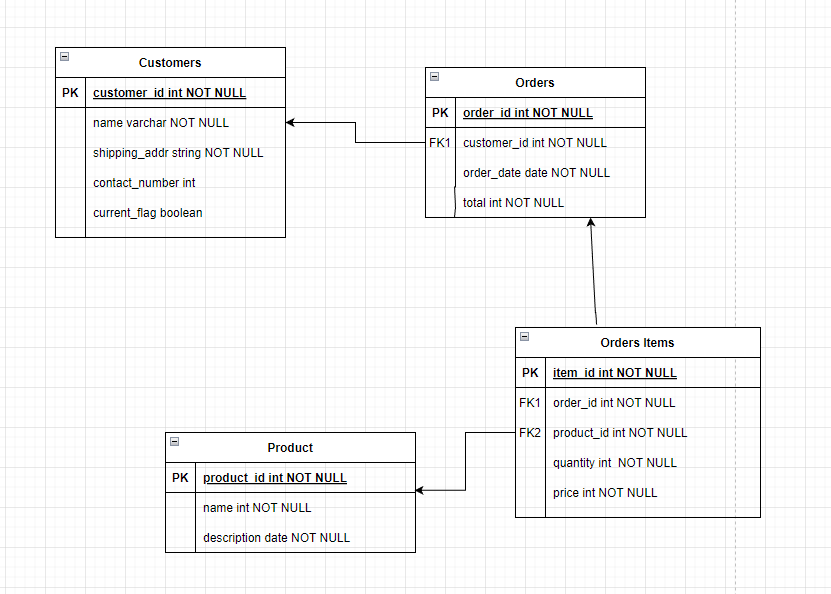 Customers
PK customer_id int NOT NULL
name varchar NOT NULL
shipping_addr string NOT NULL
contact_number int
current_flag boolean
Orders
PK order_id int NOT NULL
FK1 customer_id int NOT NULL
order_date date NOT NULL
total int NOT NULL
Orders Items
PK item_id int NOT NULL
FK1 order_id int NOT NULL
FK2 product_id int NOT NULL
quantity int  NOT NULL
price int NOT NULL
Product
PK product_id int NOT NULL
name int NOT NULL
description date NOT NULL